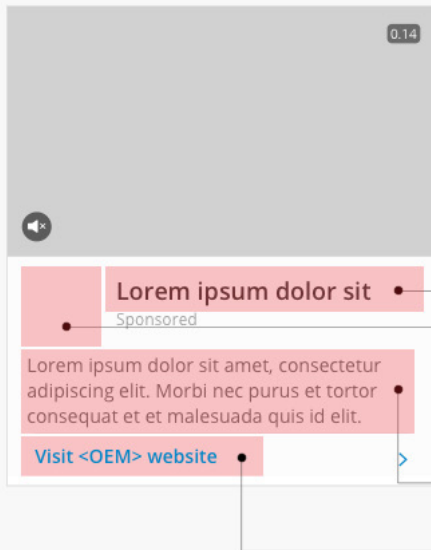 0.14
Lorem ipsum dolor sit
Sponsored
Lorem ipsum dolor sit amet, consectetur
adipiscing elit. Morbi nec purus et tortor
consequat et et malesuada quis id elit.
Visit <OEM> website